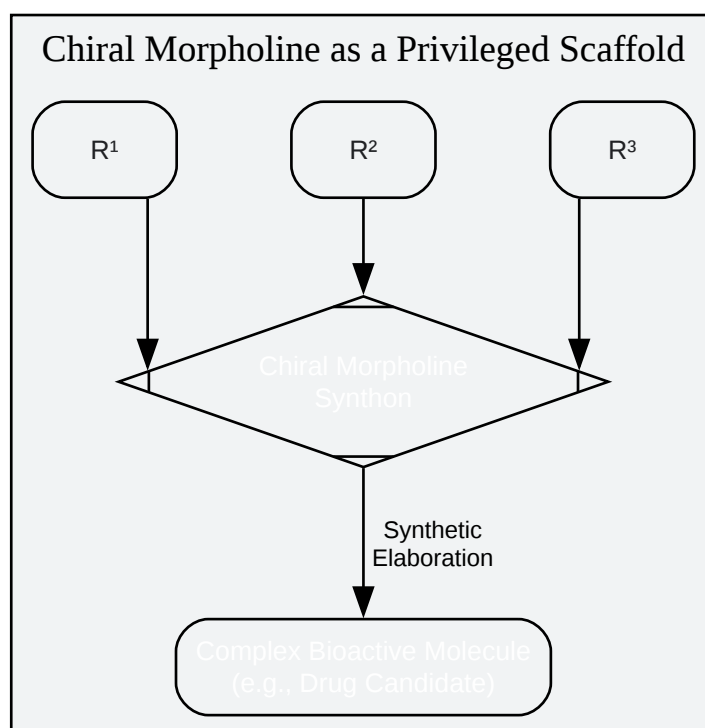 Chiral Morpholine as a Privileged Scaffold
R¹
R²
R³
Chiral Morpholine
Synthon
Synthetic
Elaboration
Complex Bioactive Molecule
(e.g., Drug Candidate)